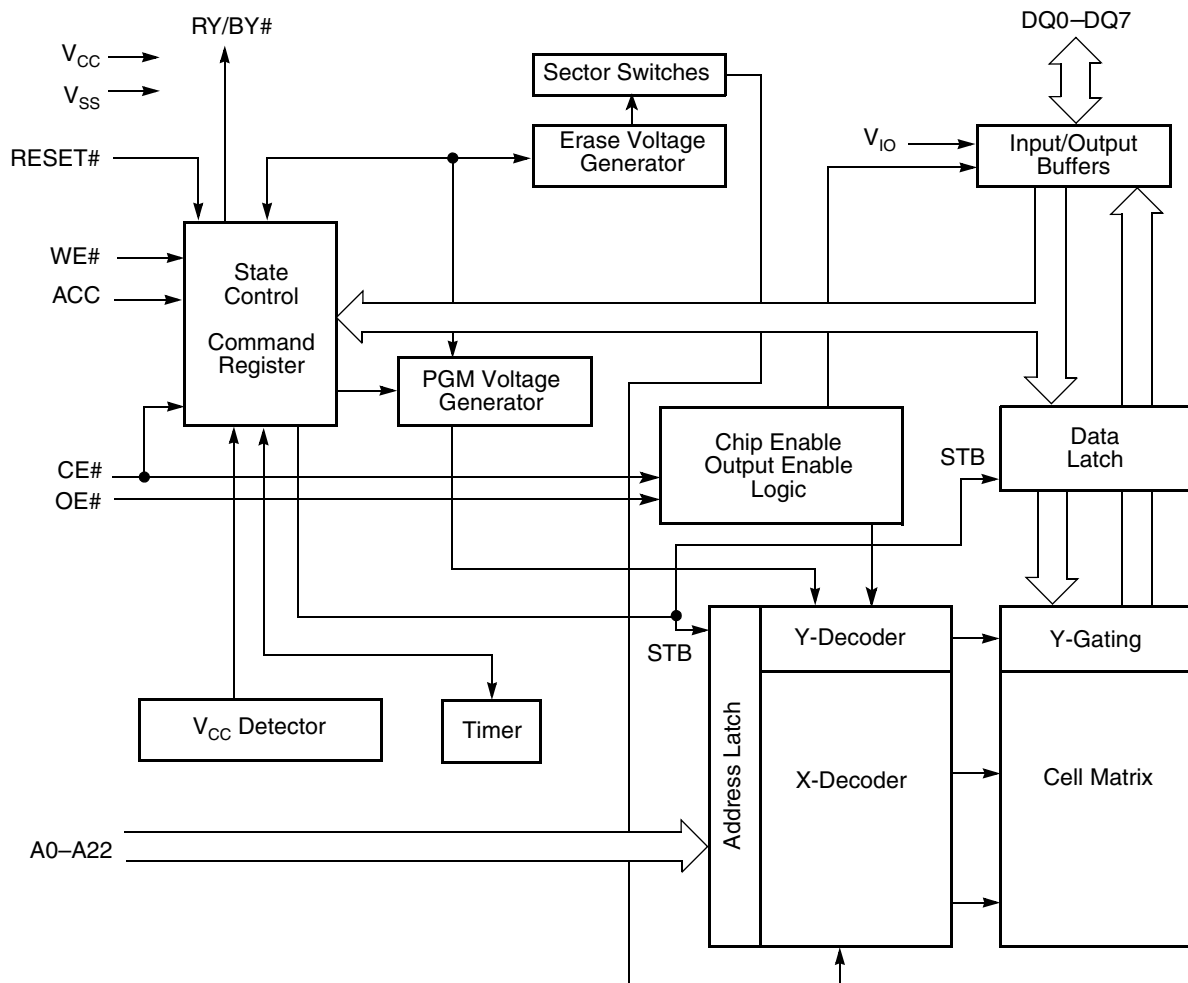 RY/BY#
DQ0–DQ7
VCC
VSS
Sector Switches
RESET#
Erase Voltage
Generator
VIO
Input/Output
Buffers
WE#
ACC
State
Control
Command
Register
PGM Voltage
Generator
CE#
OE#
Chip Enable
Output Enable
Logic
STB
Data
Latch
STB
Y-Decoder
Y-Gating
VCC Detector
Timer
Address Latch
X-Decoder
Cell Matrix
A0–A22